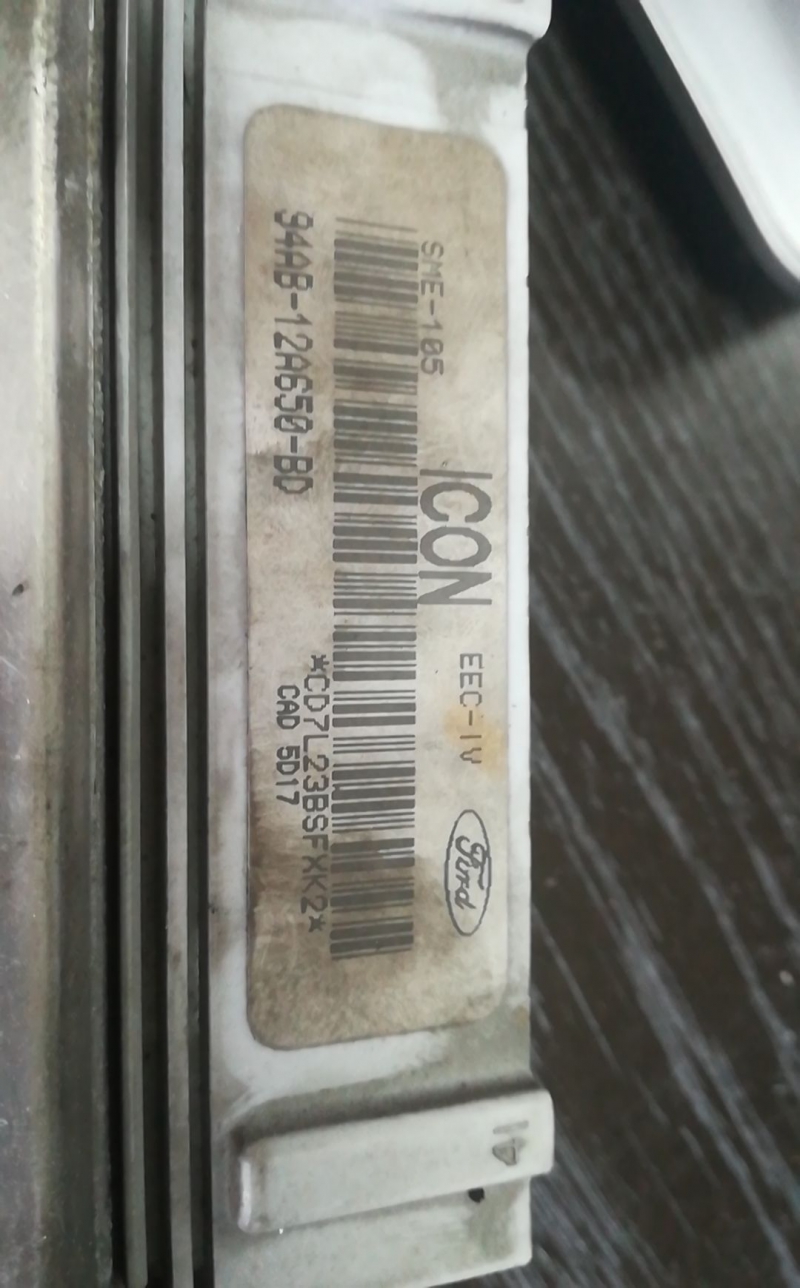 SME-105
ICON
EEC-IV
Ford
94AB-12A650-BD
*CD7L23BSFXK2*
CAD 5D17